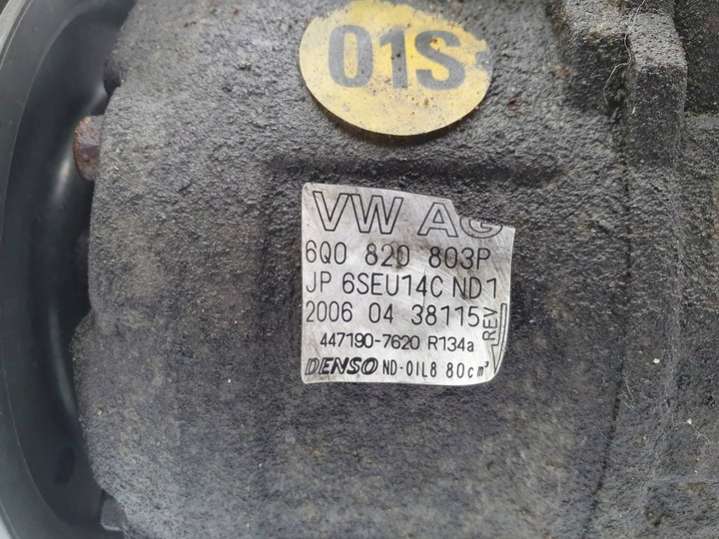 01S
VW AG
6Q0 820 803P
JP 6SEU14C ND1
2006 04 38115
REV
447190-7620 R134a
DENSO ND-OIL8 80cm³